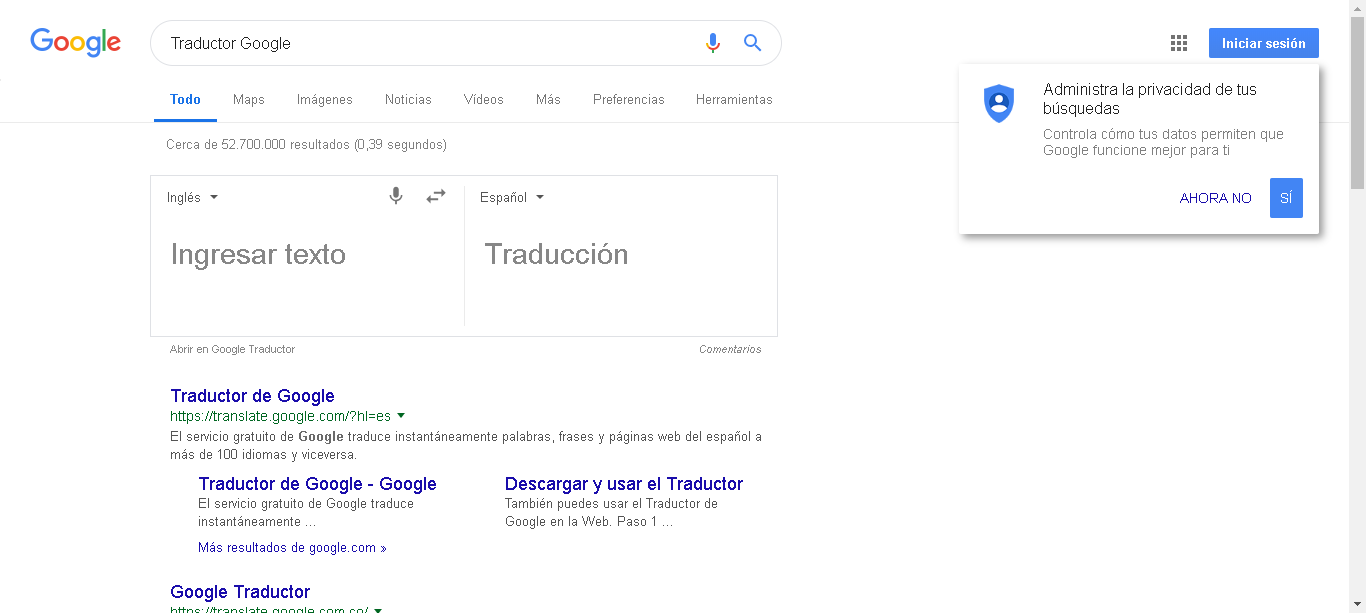 Google
Traductor Google
Iniciar sesión
Todo Maps Imágenes Noticias Vídeos Más Preferencias Herramientas
Administra la privacidad de tus
búsquedas
Controla cómo tus datos permiten que
Google funcione mejor para ti
AHORA NO SÍ
Cerca de 52.700.000 resultados (0,39 segundos)
Inglés Español
Ingresar texto Traducción
Abrir en Google Traductor Comentarios
Traductor de Google
https://translate.google.com/?hl=es
El servicio gratuito de Google traduce instantáneamente palabras, frases y páginas web del español a
más de 100 idiomas y viceversa.
Traductor de Google - Google
El servicio gratuito de Google traduce
instantáneamente ...
Descargar y usar el Traductor
También puedes usar el Traductor de
Google en la Web. Paso 1 ...
Más resultados de google.com »
Google Traductor
https://translate.google.com.co/